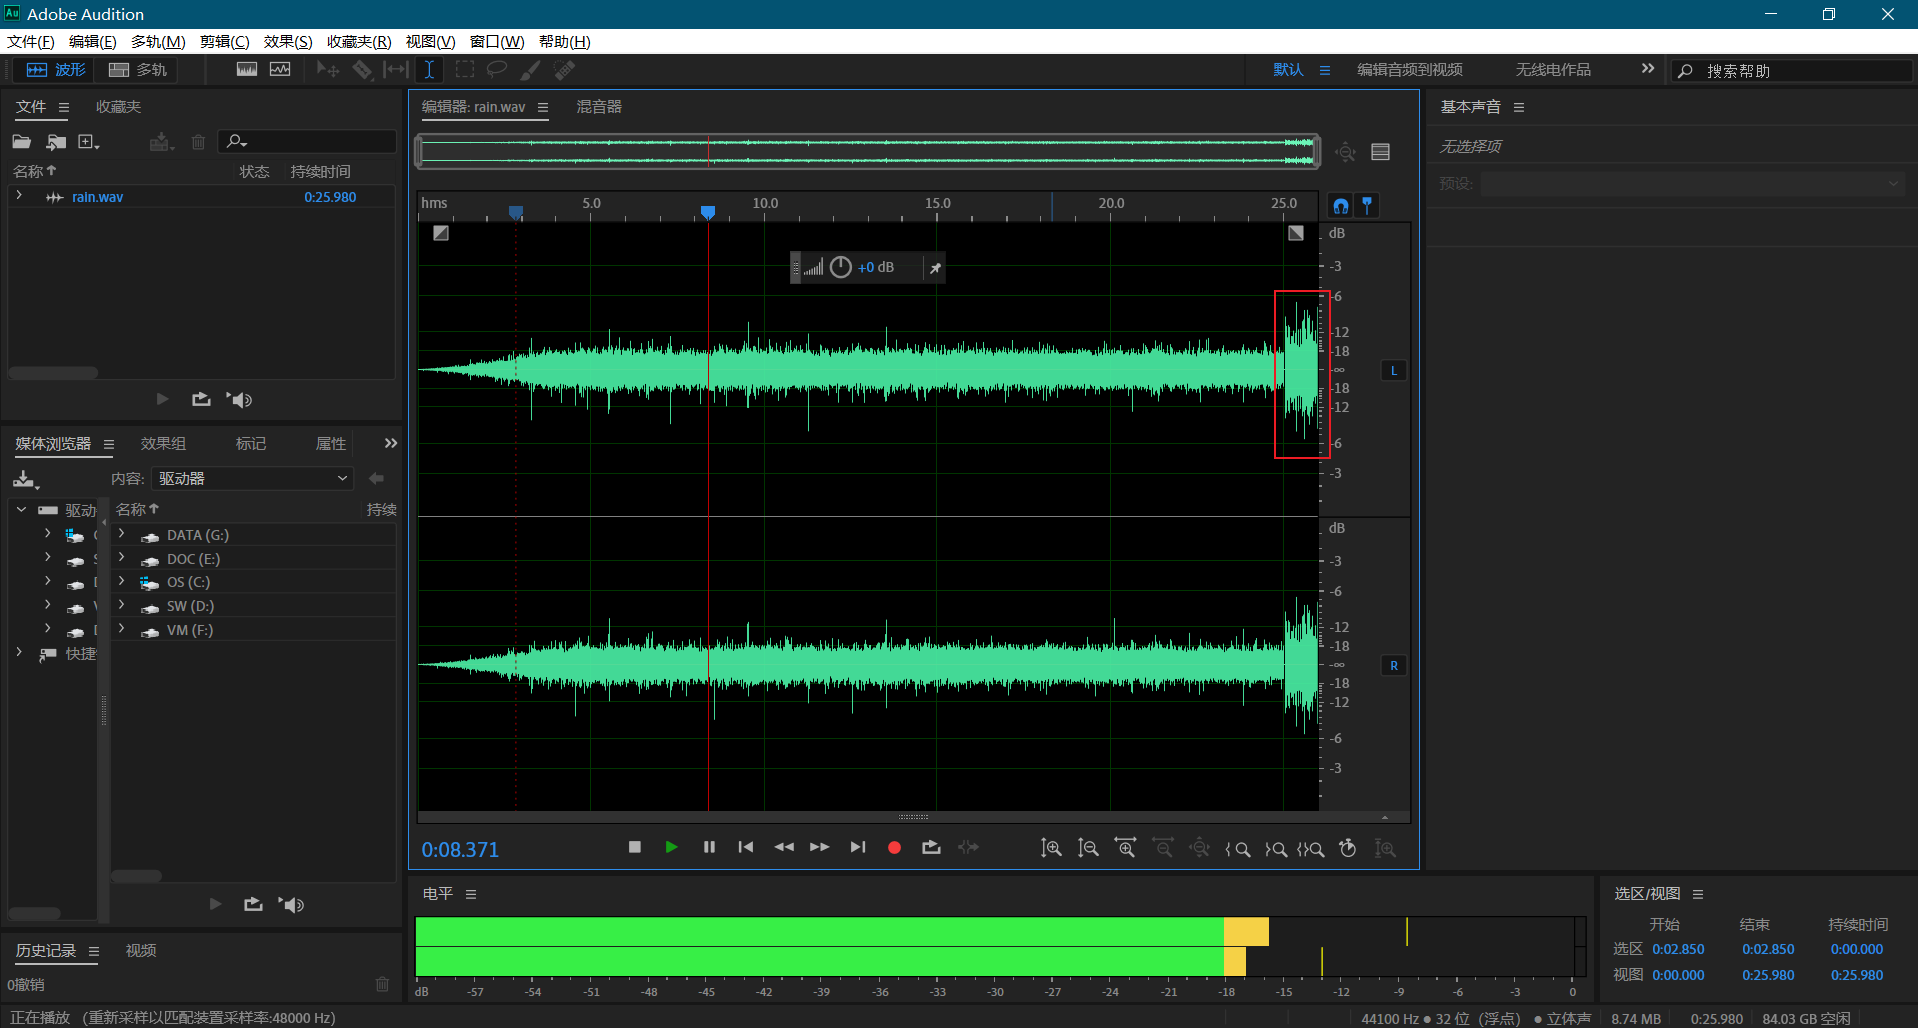 Au Adobe Audition
文件(F) 编辑(E) 多轨(M) 剪辑(C) 效果(S) 收藏夹(R) 视图(V) 窗口(W) 帮助(H)
波形 多轨 默认 编辑音频到视频 无线电作品 搜索帮助
文件 收藏夹
名称 状态 持续时间
rain.wav 0:25.980
媒体浏览器 效果组 标记 属性
内容: 驱动器
驱动
快捷
名称 持续
DATA (G:)
DOC (E:)
OS (C:)
SW (D:)
VM (F:)
历史记录 视频
0撤销
编辑器: rain.wav 混音器
hms 5.0 10.0 15.0 20.0 25.0
+0 dB
dB
-3
-6
-12
-18
-∞
-18
-12
-6
-3
L
dB
-3
-6
-12
-18
-∞
-18
-12
-6
-3
R
0:08.371
电平
dB -57 -54 -51 -48 -45 -42 -39 -36 -33 -30 -27 -24 -21 -18 -15 -12 -9 -6 -3 0
基本声音
无选择项
预设:
选区/视图
开始 结束 持续时间
选区 0:02.850 0:02.850 0:00.000
视图 0:00.000 0:25.980 0:25.980
正在播放 (重新采样以匹配装置采样率:48000 Hz)
44100 Hz ● 32 位 (浮点) ● 立体声 8.74 MB 0:25.980 84.03 GB 空闲